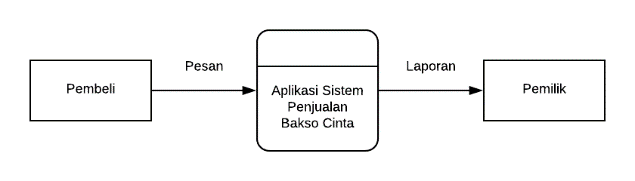 Pembeli
Pesan
Aplikasi Sistem
Penjualan
Bakso Cinta
Laporan
Pemilik